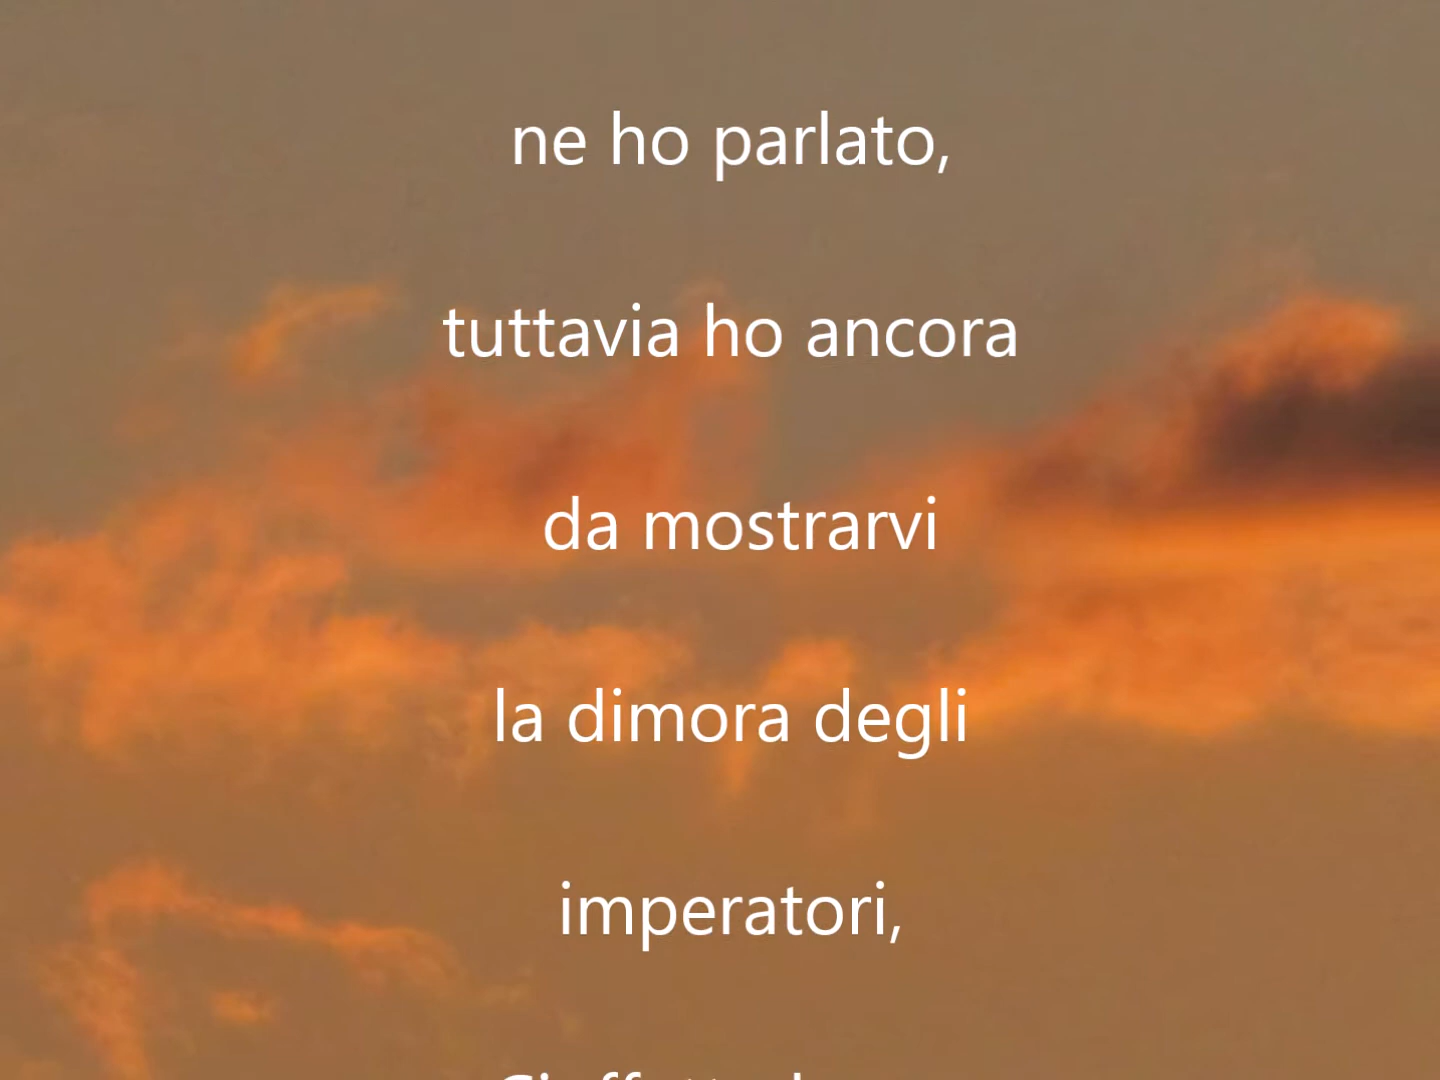 ne ho parlato,
tuttavia ho ancora
da mostrarvi
la dimora degli
imperatori,